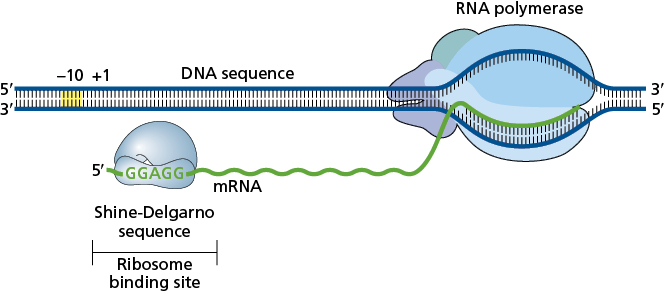 RNA polymerase
–10 +1 DNA sequence
5′ 3′
3′ 5′
5′ GGAGG
mRNA
Shine-Delgarno
sequence
Ribosome
binding site